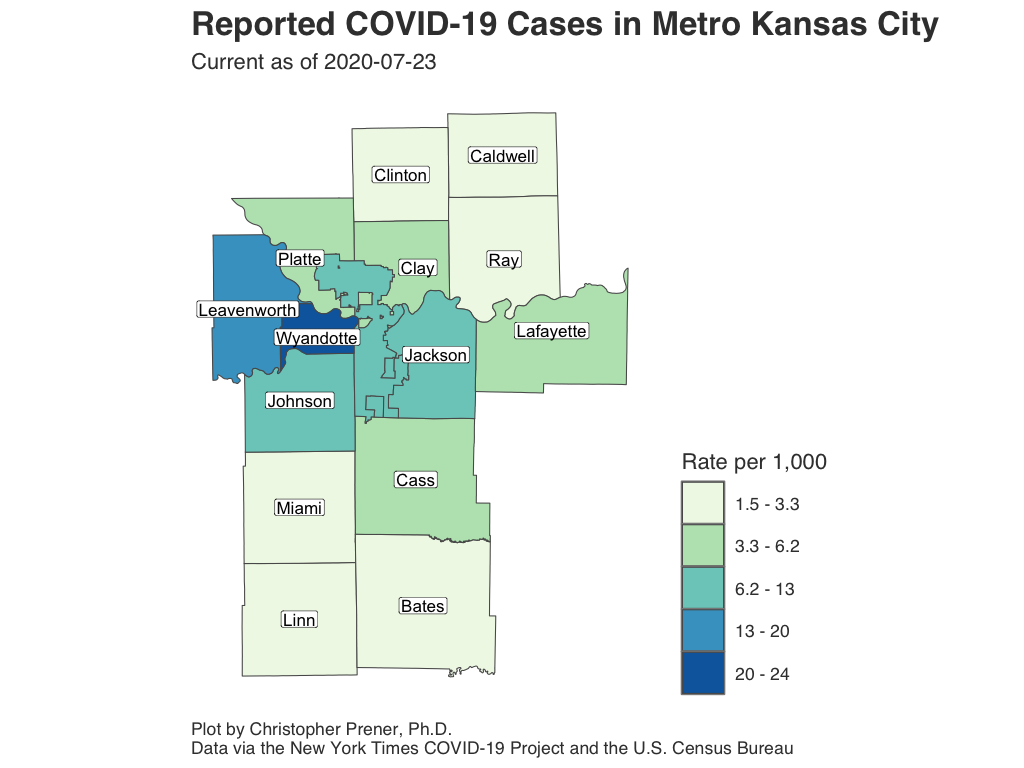 Reported COVID-19 Cases in Metro Kansas City
Current as of 2020-07-23
Caldwell
Clinton
Platte
Clay
Ray
Leavenworth
Wyandotte
Lafayette
Jackson
Johnson
Cass
Miami
Bates
Linn
Rate per 1,000
1.5 - 3.3
3.3 - 6.2
6.2 - 13
13 - 20
20 - 24
Plot by Christopher Prener, Ph.D.
Data via the New York Times COVID-19 Project and the U.S. Census Bureau